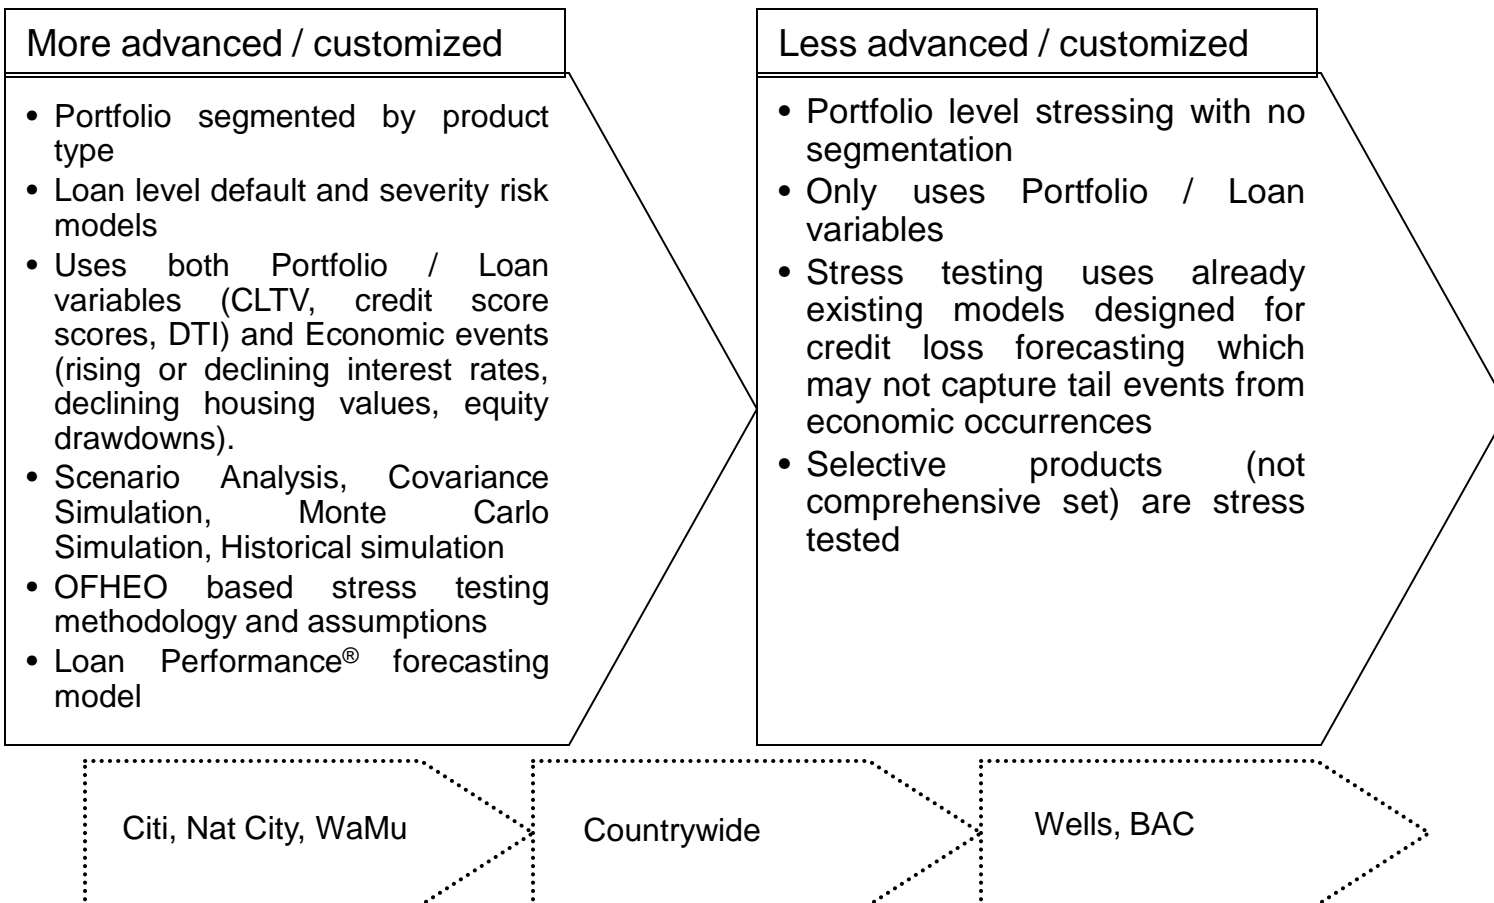 More advanced / customized
• Portfolio segmented by product
type
• Loan level default and severity risk
models
• Uses both Portfolio / Loan
variables (CLTV, credit score
scores, DTI) and Economic events
(rising or declining interest rates,
declining housing values, equity
drawdowns).
• Scenario Analysis, Covariance
Simulation, Monte Carlo
Simulation, Historical simulation
• OFHEO based stress testing
methodology and assumptions
• Loan Performance® forecasting
model
Less advanced / customized
• Portfolio level stressing with no
segmentation
• Only uses Portfolio / Loan
variables
• Stress testing uses already
existing models designed for
credit loss forecasting which
may not capture tail events from
economic occurrences
• Selective products (not
comprehensive set) are stress
tested
Citi, Nat City, WaMu
Countrywide
Wells, BAC